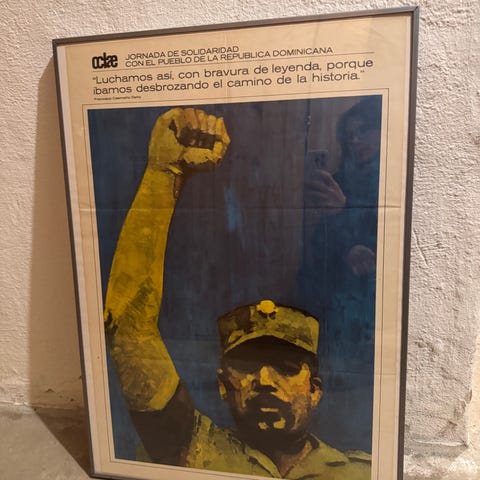 oclae
JORNADA DE SOLIDARIDAD
CON EL PUEBLO DE LA REPUBLICA DOMINICANA
"Luchamos así, con bravura de leyenda, porque
íbamos desbrozando el camino de la historia."
Francisco Caamaño Deñó